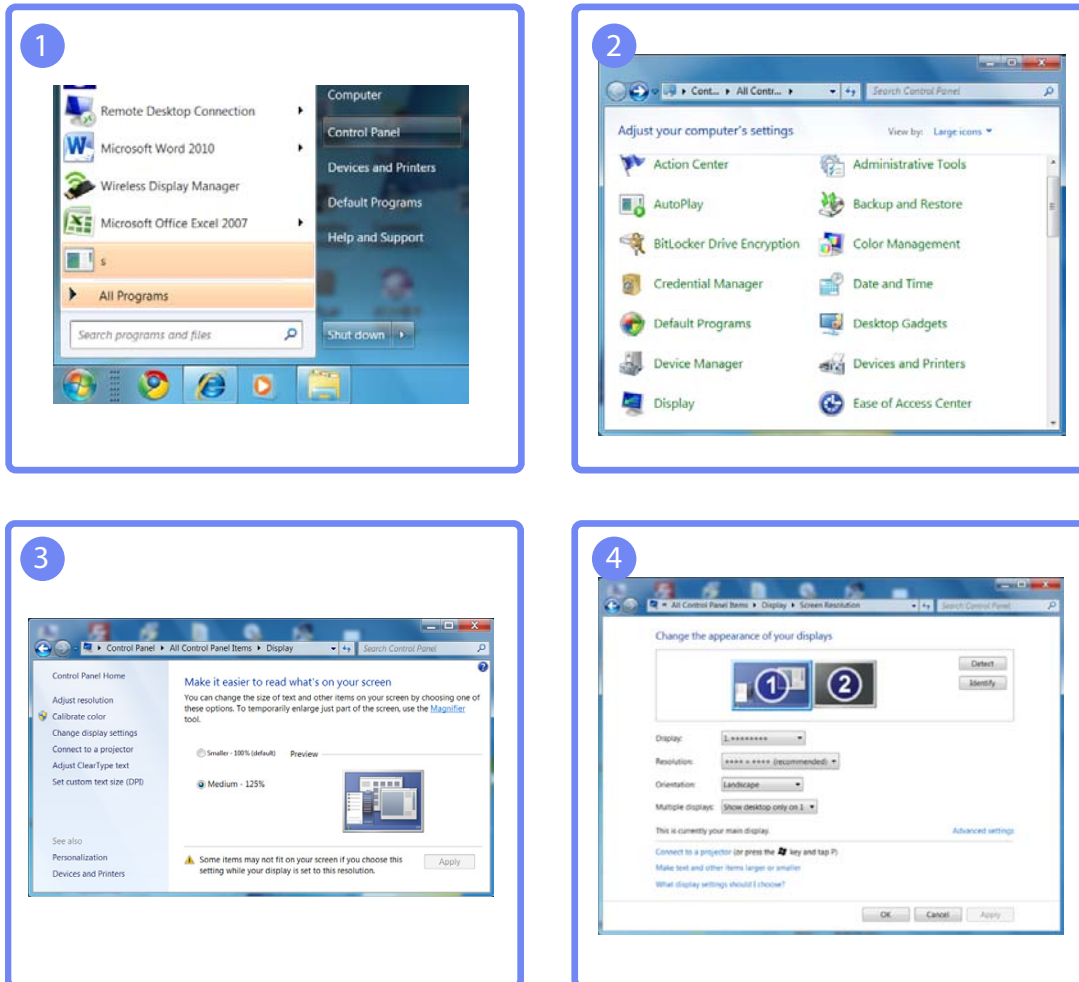 1
Remote Desktop Connection
Microsoft Word 2010
Wireless Display Manager
Microsoft Office Excel 2007
s
All Programs
Search programs and files
Computer
Control Panel
Devices and Printers
Default Programs
Help and Support
Shut down
2
Cont... All Contr...
Search Control Panel
Adjust your computer's settings
View by: Large icons
Action Center
Administrative Tools
AutoPlay
Backup and Restore
BitLocker Drive Encryption
Color Management
Credential Manager
Date and Time
Default Programs
Desktop Gadgets
Device Manager
Devices and Printers
Display
Ease of Access Center
3
Control Panel All Control Panel Items Display
Search Control Panel
Control Panel Home
Adjust resolution
Calibrate color
Change display settings
Connect to a projector
Adjust ClearType text
Set custom text size (DPI)
See also
Personalization
Devices and Printers
Make it easier to read what's on your screen
You can change the size of text and other items on your screen by choosing one of
these options. To temporarily enlarge just part of the screen, use the Magnifier
tool.
Smaller - 100% (default)
Preview
Medium - 125%
Some items may not fit on your screen if you choose this
setting while your display is set to this resolution.
Apply
4
All Control Panel Items Display Screen Resolution
Search Control Panel
Change the appearance of your displays
1
2
Detect
Identify
Display: 1.********
Resolution: **** × **** (recommended)
Orientation: Landscape
Multiple displays: Show desktop only on 1
This is currently your main display.
Advanced settings
Connect to a projector (or press the key and tap P)
Make text and other items larger or smaller
What display settings should I choose?
OK
Cancel
Apply